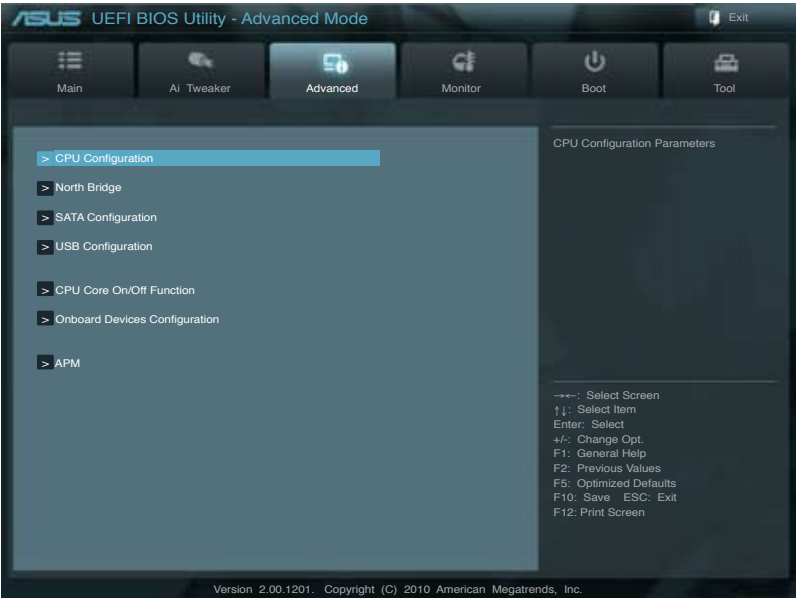 ASUS UEFI BIOS Utility - Advanced Mode
Exit
Main
Ai Tweaker
Advanced
Monitor
Boot
Tool
> CPU Configuration
> North Bridge
> SATA Configuration
> USB Configuration
> CPU Core On/Off Function
> Onboard Devices Configuration
> APM
CPU Configuration Parameters
→←: Select Screen
↑↓: Select Item
Enter: Select
+/-: Change Opt.
F1: General Help
F2: Previous Values
F5: Optimized Defaults
F10: Save ESC: Exit
F12: Print Screen
Version 2.00.1201. Copyright (C) 2010 American Megatrends, Inc.